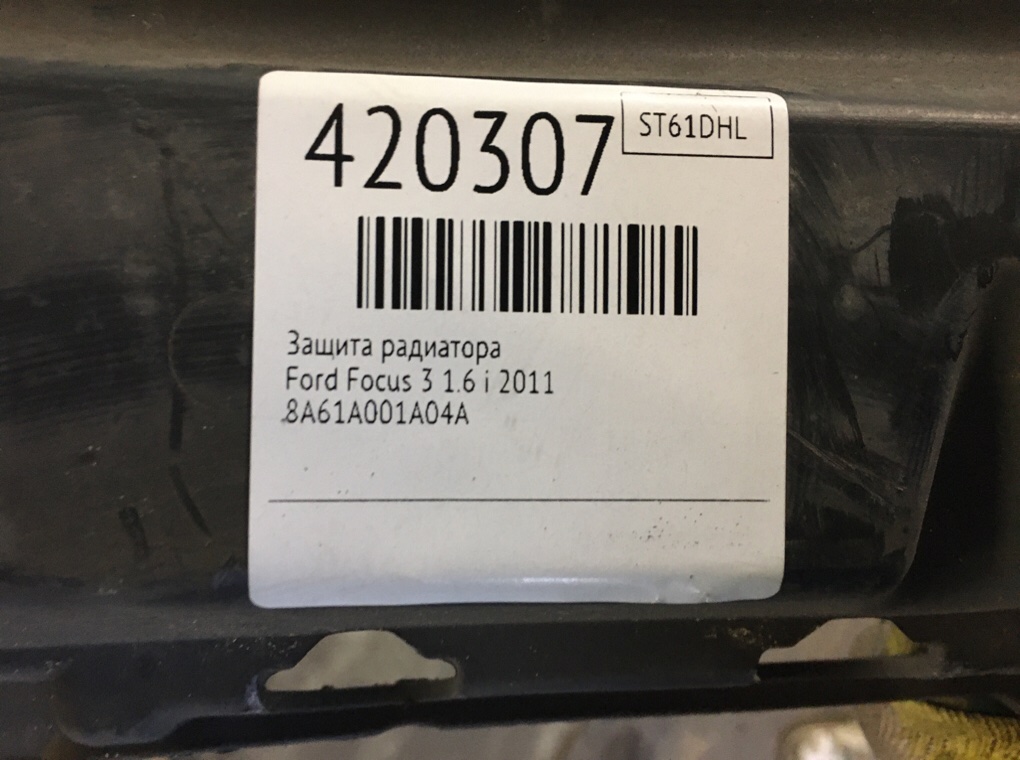 420307
ST61DHL
Защита радиатора
Ford Focus 3 1.6 i 2011
8A61A001A04A